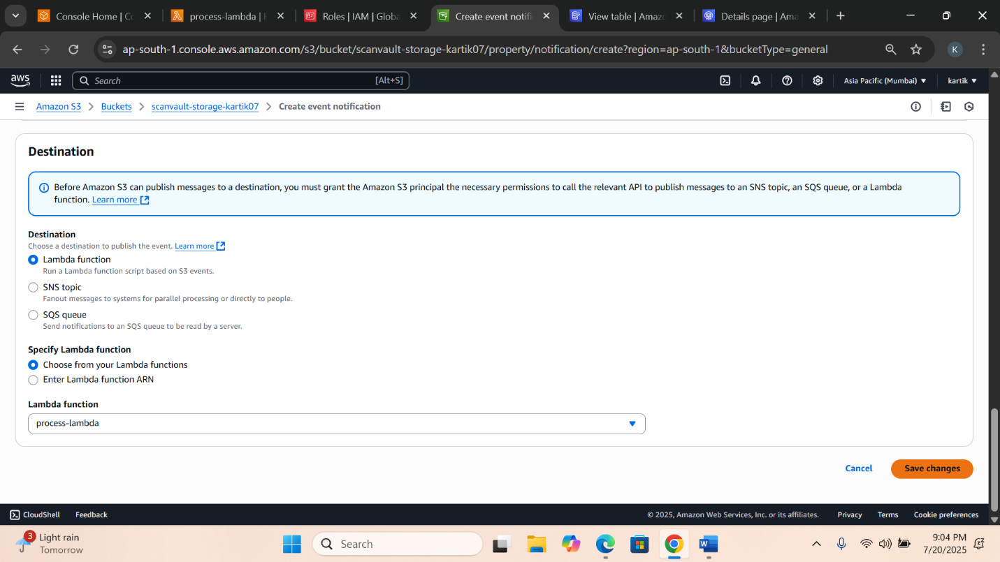 Console Home | Co
process-lambda | F
Roles | IAM | Globa
Create event notifi
View table | Amazo
Details page | Ama
ap-south-1.console.aws.amazon.com/s3/bucket/scanvault-storage-kartik07/property/notification/create?region=ap-south-1&bucketType=general
K
aws
Search
[Alt+S]
Asia Pacific (Mumbai)
kartik
Amazon S3
Buckets
scanvault-storage-kartik07
Create event notification
Destination
Before Amazon S3 can publish messages to a destination, you must grant the Amazon S3 principal the necessary permissions to call the relevant API to publish messages to an SNS topic, an SQS queue, or a Lambda
function. Learn more
Destination
Choose a destination to publish the event. Learn more
Lambda function
Run a Lambda function script based on S3 events.
SNS topic
Fanout messages to systems for parallel processing or directly to people.
SQS queue
Send notifications to an SQS queue to be read by a server.
Specify Lambda function
Choose from your Lambda functions
Enter Lambda function ARN
Lambda function
process-lambda
Cancel
Save changes
CloudShell
Feedback
© 2025, Amazon Web Services, Inc. or its affiliates.
Privacy
Terms
Cookie preferences
3
Light rain
Tomorrow
Search
9:04 PM
7/20/2025